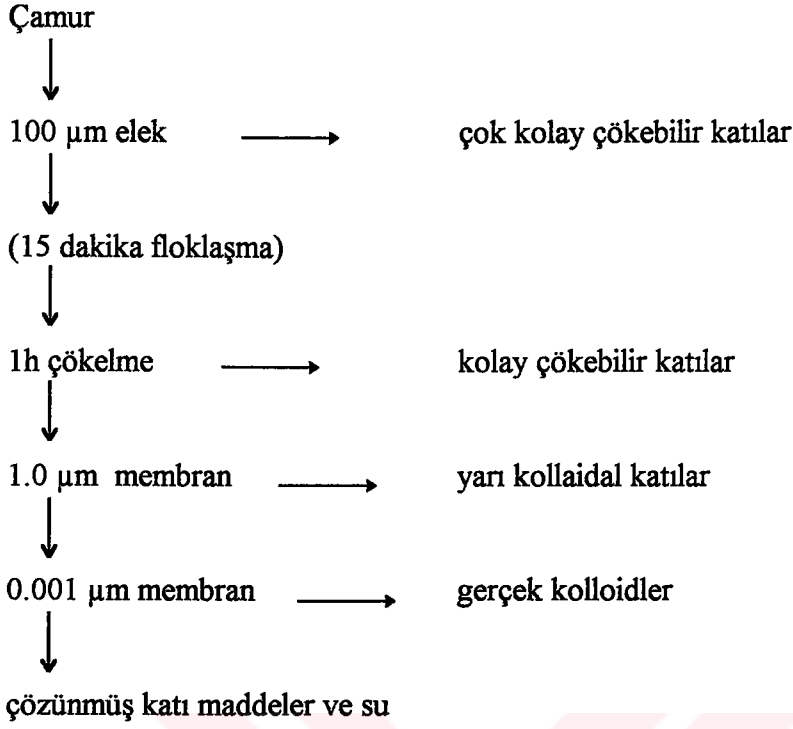 Çamur
100 µm elek çok kolay çökebilir katılar
(15 dakika floklaşma)
1h çökelme kolay çökebilir katılar
1.0 µm membran yarı kollaidal katılar
0.001 µm membran gerçek kolloidler
çözünmüş katı maddeler ve su